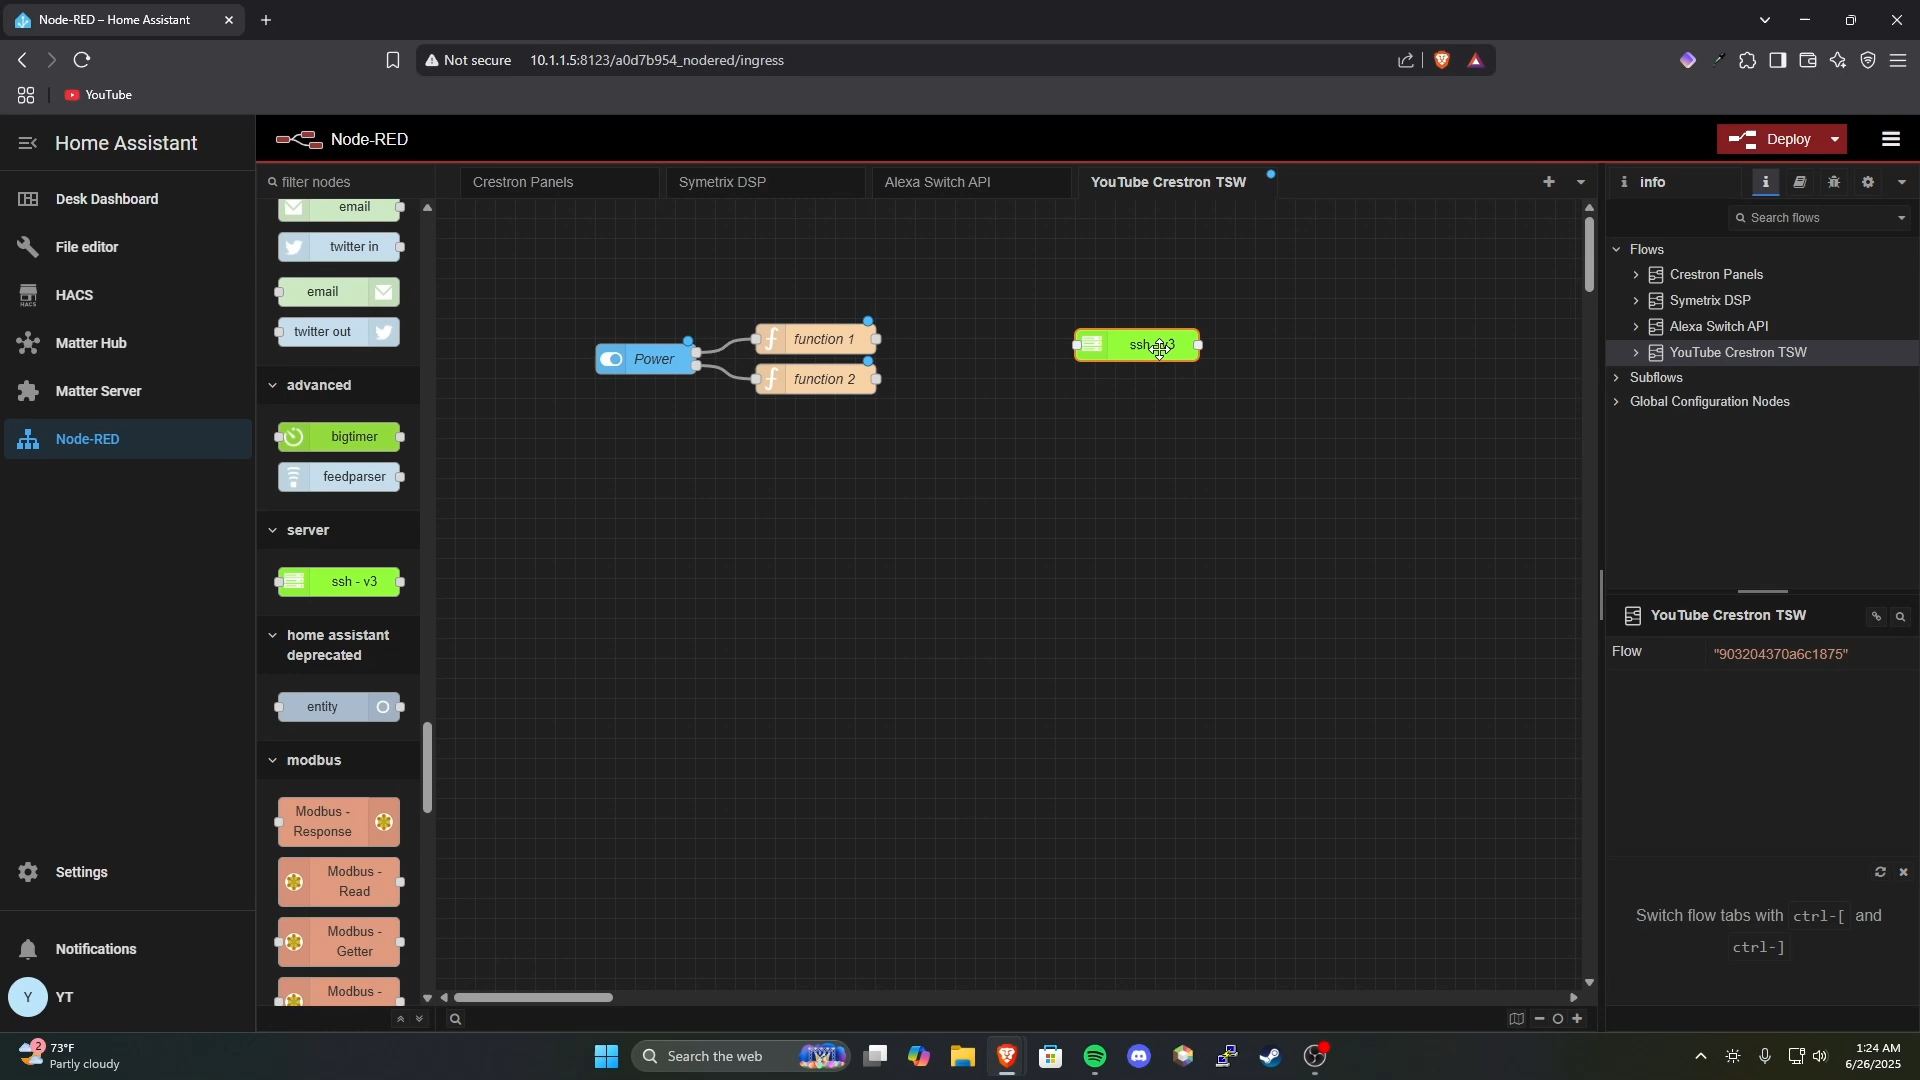 Node-RED – Home Assistant
Not secure 10.1.1.5:8123/a0d7b954_nodered/ingress
YouTube
Home Assistant
Desk Dashboard
File editor
HACS
Matter Hub
Matter Server
Node-RED
Settings
Notifications
Y YT
Node-RED
Deploy
filter nodes
email
twitter in
email
twitter out
advanced
bigtimer
feedparser
server
ssh - v3
home assistant
deprecated
entity
modbus
Modbus -
Response
Modbus -
Read
Modbus -
Getter
Modbus -
Crestron Panels
Symetrix DSP
Alexa Switch API
YouTube Crestron TSW
Power
function 1
function 2
info
Search flows
Flows
Crestron Panels
Symetrix DSP
Alexa Switch API
YouTube Crestron TSW
Subflows
Global Configuration Nodes
YouTube Crestron TSW
Flow "903204370a6c1875"
Switch flow tabs with ctrl-[ and
ctrl-]
2
73°F
Partly cloudy
Search the web
1:24 AM
6/26/2025